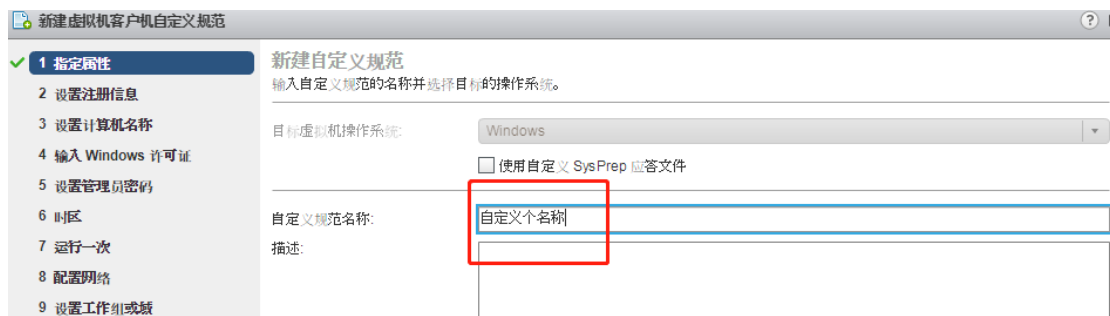 新建虚拟机客户机自定义规范
?
1 指定属性
2 设置注册信息
3 设置计算机名称
4 输入 Windows 许可证
5 设置管理员密码
6 时区
7 运行一次
8 配置网络
9 设置工作组或域
新建自定义规范
输入自定义规范的名称并选择目标的操作系统。
目标虚拟机操作系统:
Windows
使用自定义 SysPrep 应答文件
自定义规范名称:
自定义个名称
描述: